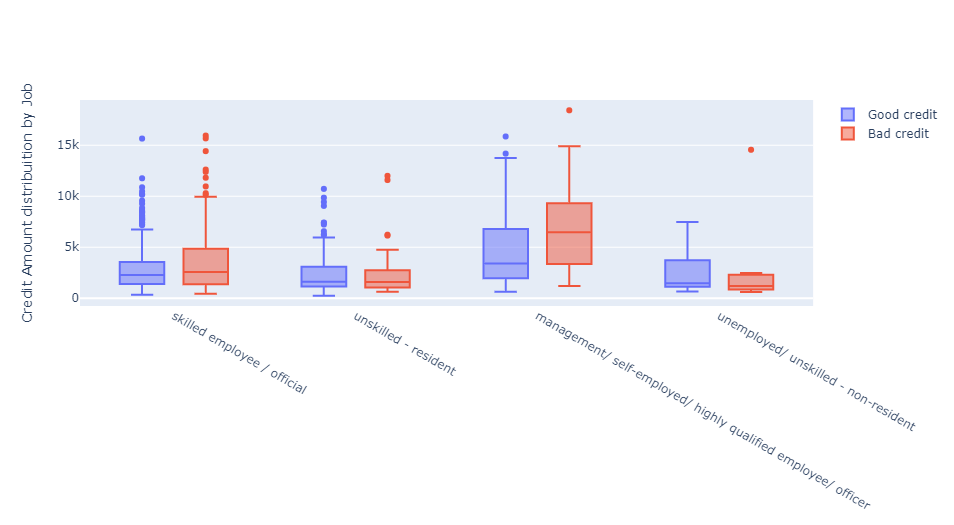 Credit Amount distribuition by Job
15k
10k
5k
0
skilled employee / official
unskilled - resident
management/ self-employed/ highly qualified employee/ officer
unemployed/ unskilled - non-resident
Good credit
Bad credit